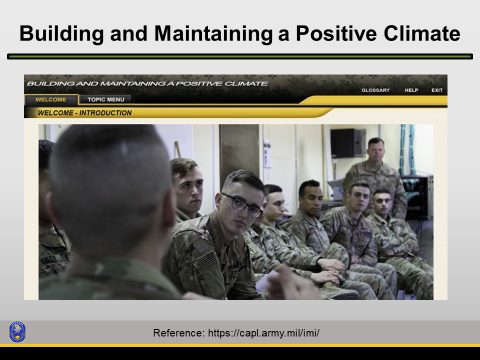 Building and Maintaining a Positive Climate
BUILDING AND MAINTAINING A POSITIVE CLIMATE
GLOSSARY HELP EXIT
WELCOME TOPIC MENU
WELCOME - INTRODUCTION
Reference: https://capl.army.mil/imi/